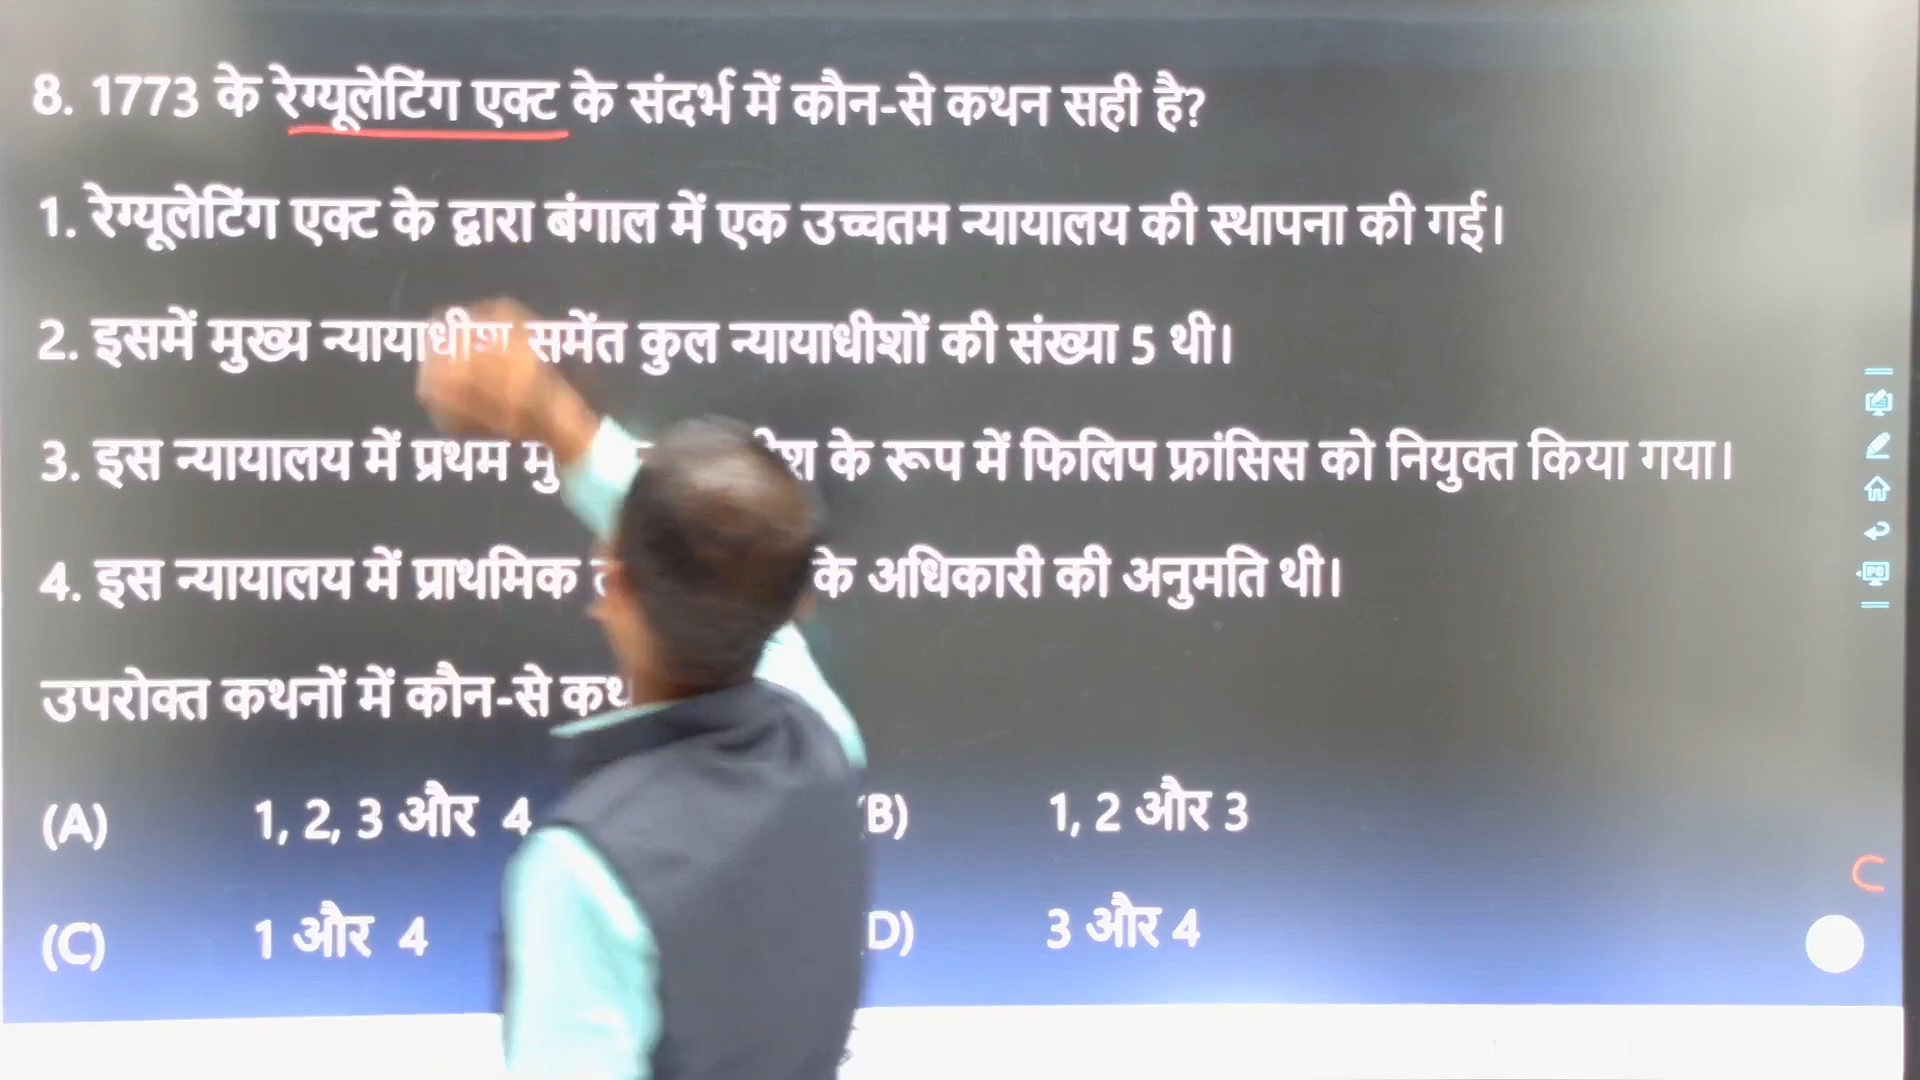 8. 1773 के रेग्यूलेटिंग एक्ट के संदर्भ में कौन-से कथन सही है?
1. रेग्यूलेटिंग एक्ट के द्वारा बंगाल में एक उच्चतम न्यायालय की स्थापना की गई।
2. इसमें मुख्य न्यायाधीश समेंत कुल न्यायाधीशों की संख्या 5 थी।
3. इस न्यायालय में प्रथम के रूप में फिलिप फ्रांसिस को नियुक्त किया गया।
4. इस न्यायालय में प्राथमिक के अधिकारी की अनुमति थी।
उपरोक्त कथनों में कौन-से
(A) 1, 2, 3 और 4 (B) 1, 2 और 3
(C) 1 और 4 D) 3 और 4
PC